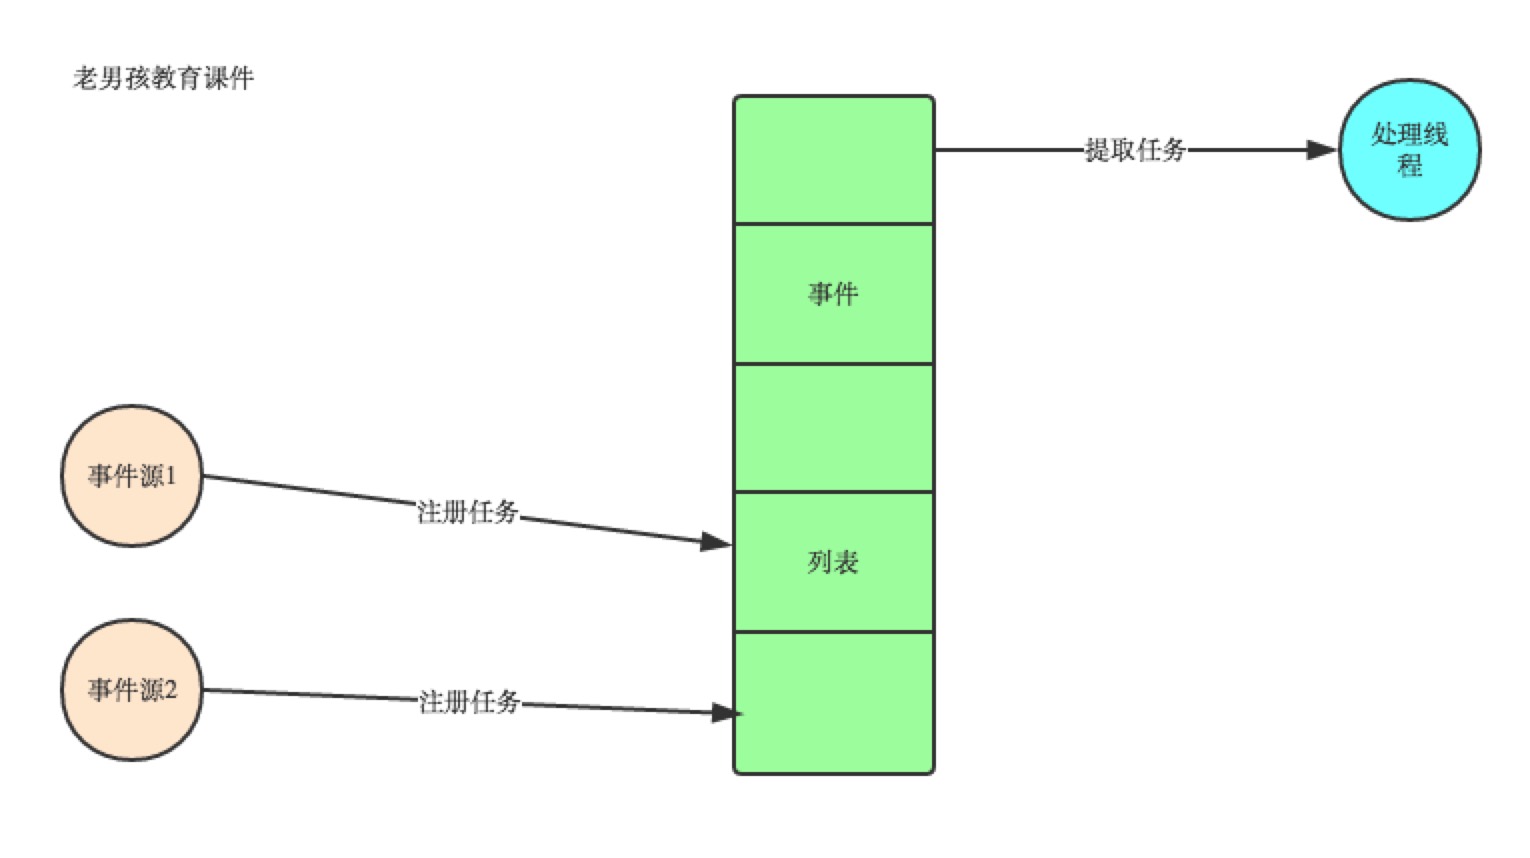 老男孩教育课件
提取任务
处理线
程
事件
事件源1
注册任务
列表
事件源2
注册任务